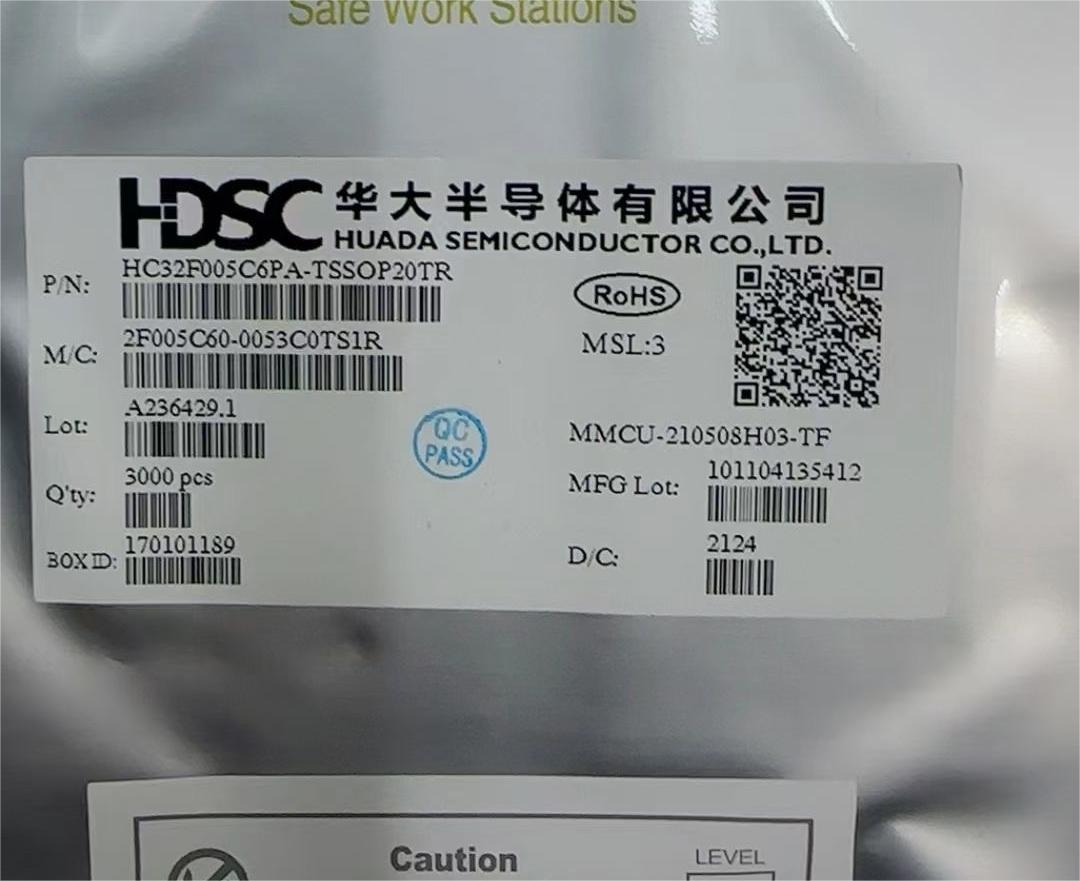 Safe Work Stations
HDSC 华大半导体有限公司
HUADA SEMICONDUCTOR CO.,LTD.
P/N: HC32F005C6PA-TSSOP20TR
RoHS
M/C: 2F005C60-0053C0TS1R
MSL:3
Lot: A236429.1
QC PASS
MMCU-210508H03-TF
Q'ty: 3000 pcs
MFG Lot: 101104135412
BOX ID: 170101189
D/C: 2124
Caution
LEVEL